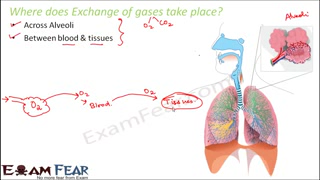 Where does Exchange of gases take place?
✓ Across Alveoli
✓ Between blood & tissues
O2 CO2
Alveoli
O2
O2
Blood
O2
Tissues
ExamFear.com
EXAMFEAR
No more fear from Exam